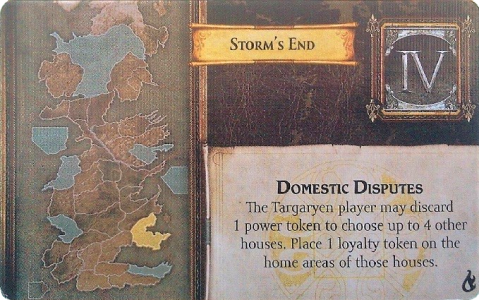 STORM'S END
IV
DOMESTIC DISPUTES
The Targaryen player may discard
1 power token to choose up to 4 other
houses. Place 1 loyalty token on the
home areas of those houses.